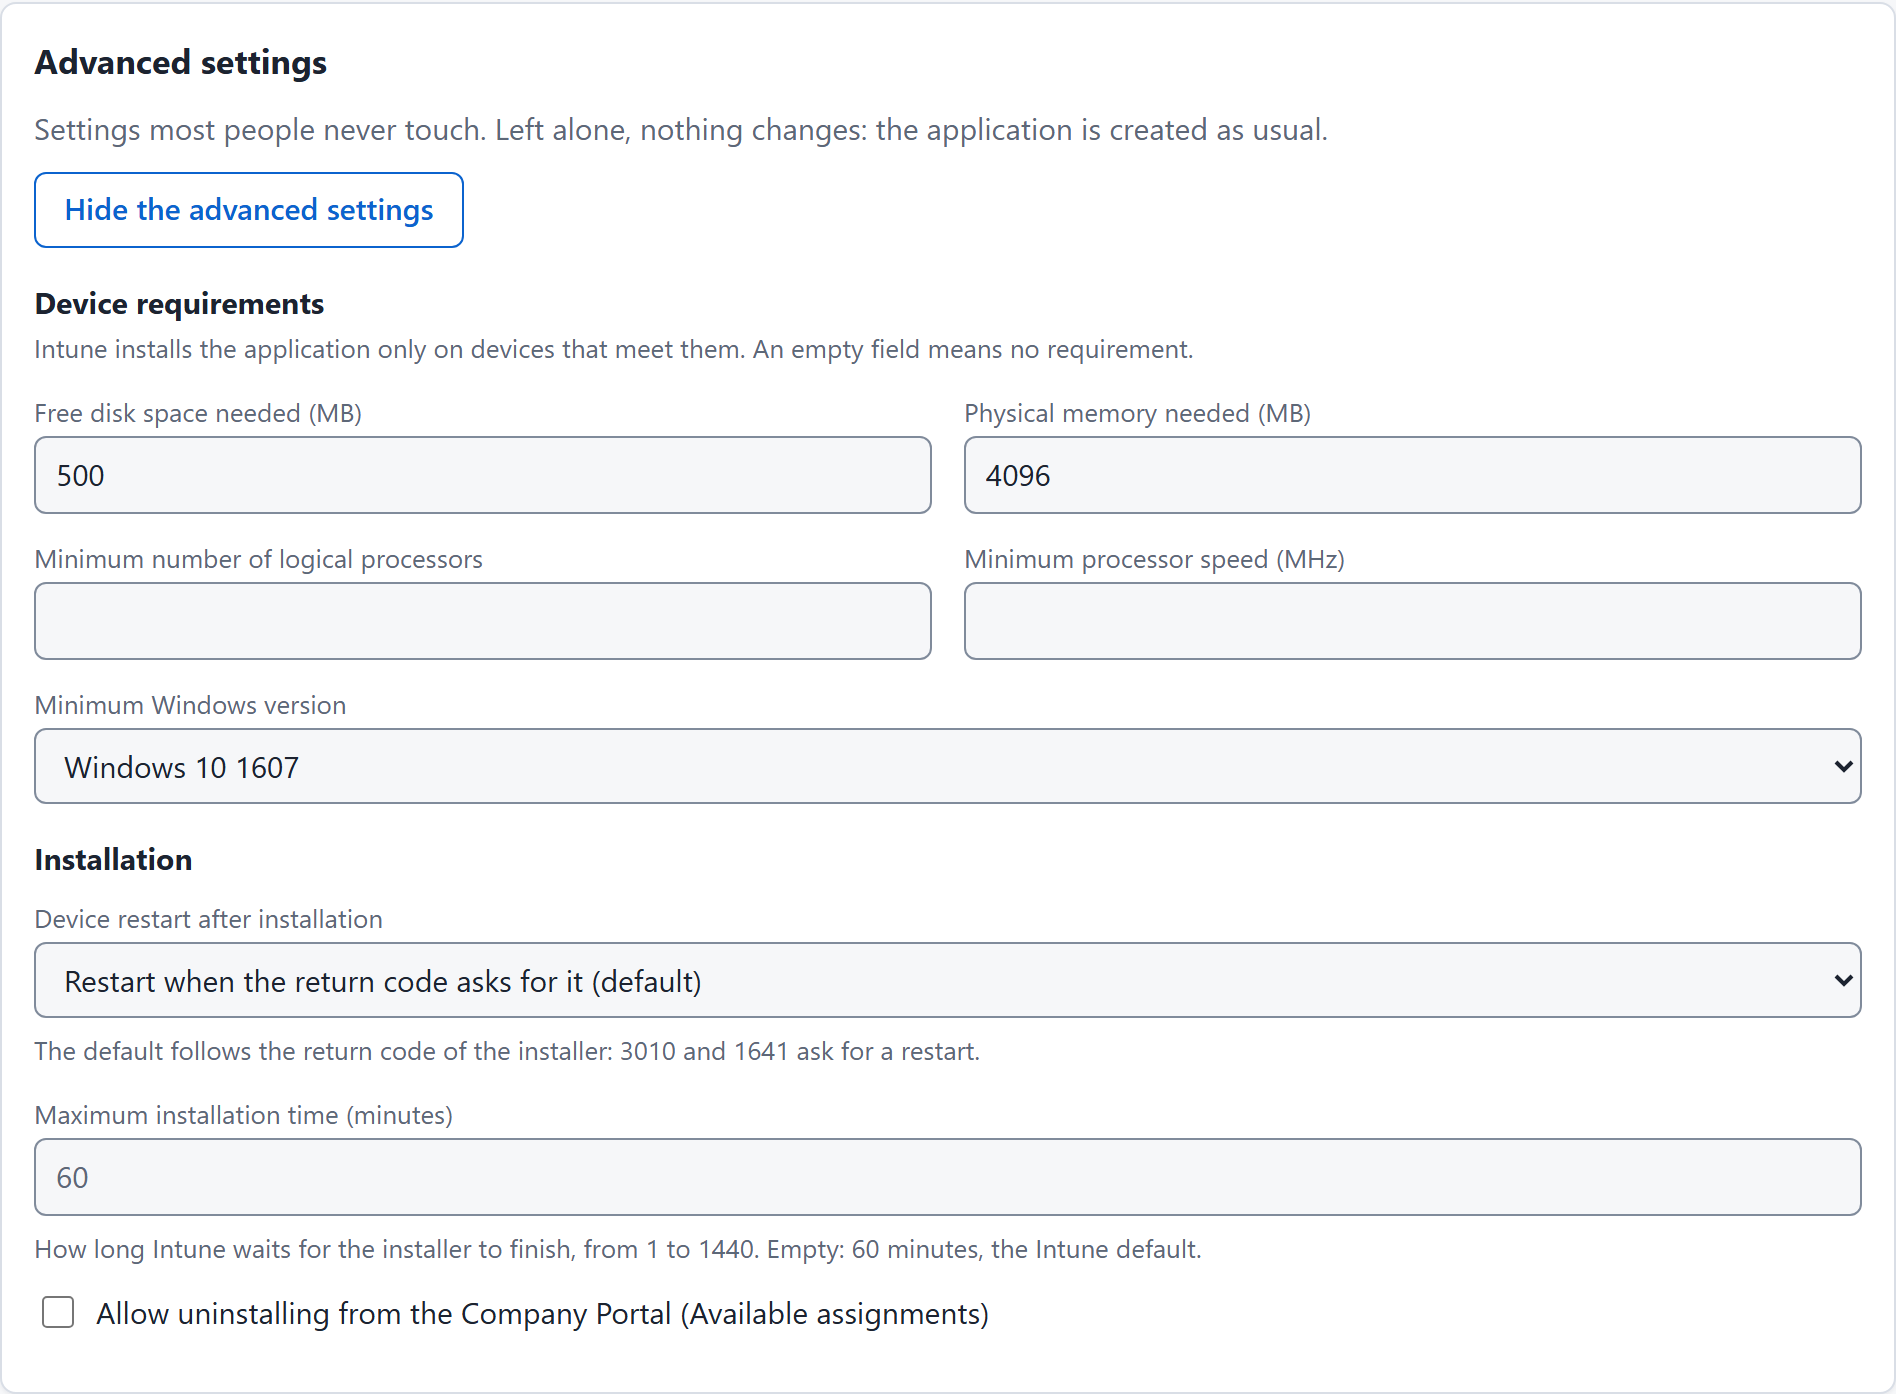 Advanced settings
Settings most people never touch. Left alone, nothing changes: the application is created as usual.
Hide the advanced settings
Device requirements
Intune installs the application only on devices that meet them. An empty field means no requirement.
Free disk space needed (MB)
500
Physical memory needed (MB)
4096
Minimum number of logical processors
Minimum processor speed (MHz)
Minimum Windows version
Windows 10 1607
Installation
Device restart after installation
Restart when the return code asks for it (default)
The default follows the return code of the installer: 3010 and 1641 ask for a restart.
Maximum installation time (minutes)
60
How long Intune waits for the installer to finish, from 1 to 1440. Empty: 60 minutes, the Intune default.
Allow uninstalling from the Company Portal (Available assignments)